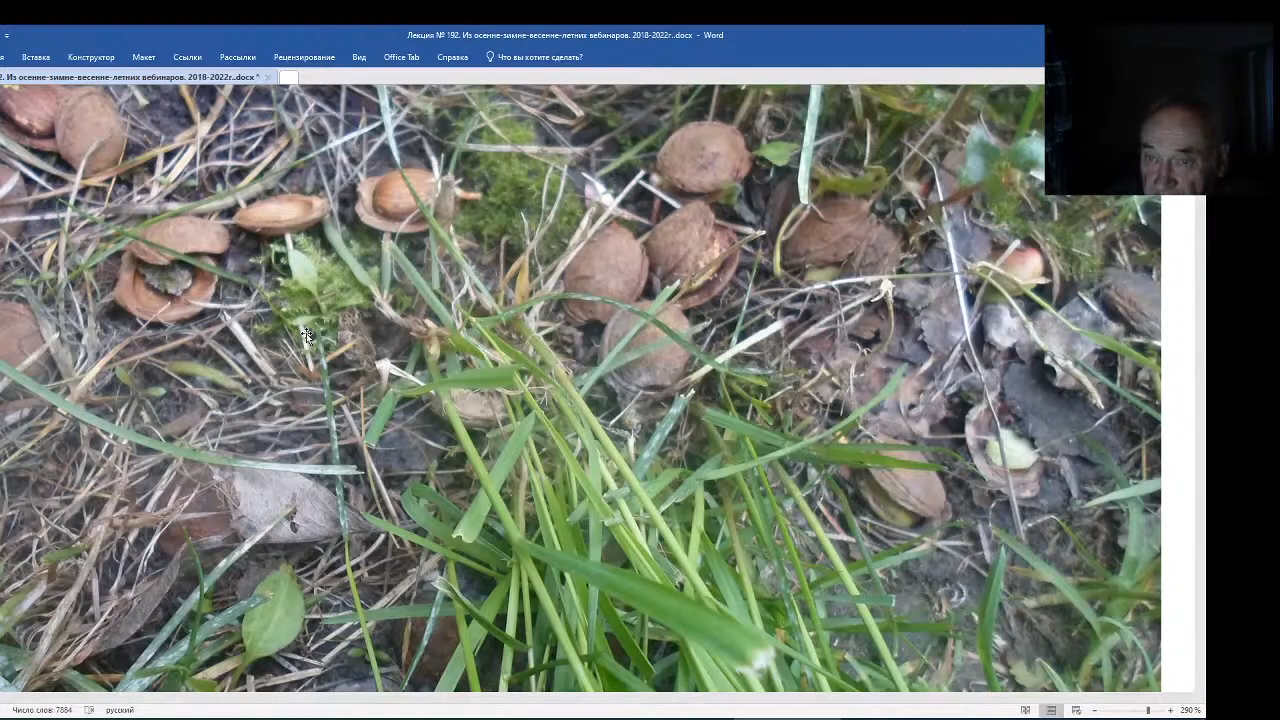 Лекция № 192. Из осенне-зимне-весенне-летних вебинаров. 2018-2022г..docx - Word
Вставка Конструктор Макет Ссылки Рассылки Рецензирование Вид Office Tab Справка Что вы хотите сделать?
2. Из осенне-зимне-весенне-летних вебинаров. 2018-2022г..docx *
Число слов: 7884 русский 290 %